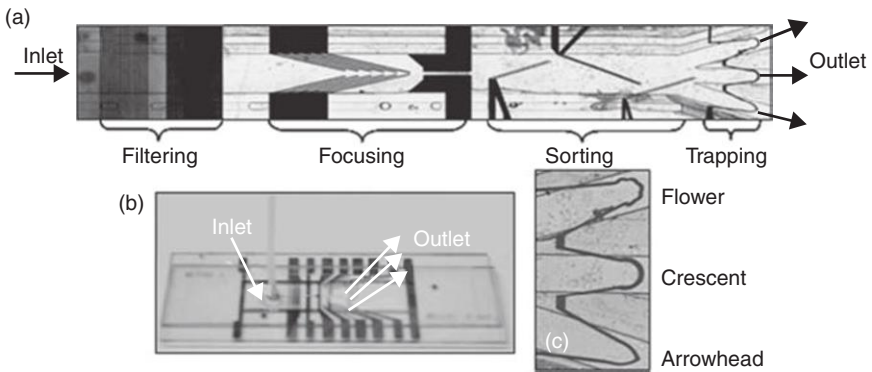 (a)
Inlet
Outlet
Filtering
Focusing
Sorting
Trapping
(b)
Inlet
Outlet
Flower
Crescent
(c)
Arrowhead